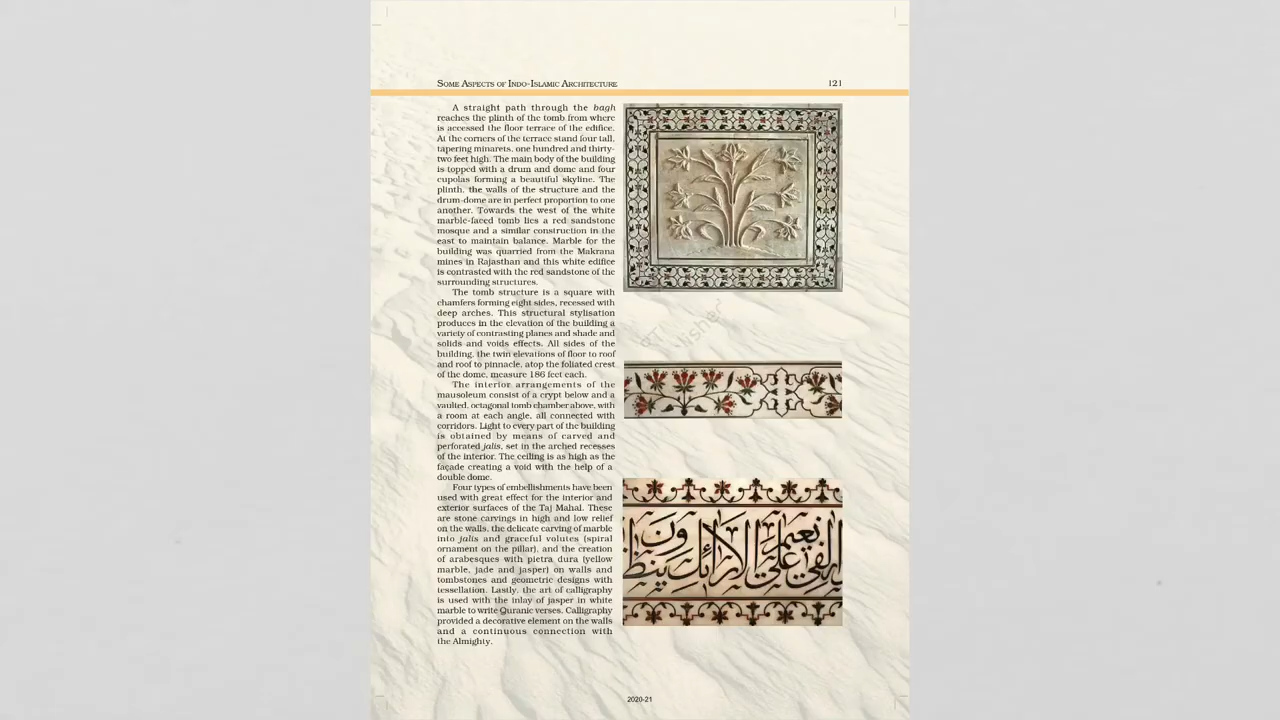 SOME ASPECTS OF INDO-ISLAMIC ARCHITECTURE
121
A straight path through the bagh
reaches the plinth of the tomb from where
is accessed the floor terrace of the edifice.
At the corners of the terrace stand four tall,
tapering minarets, one hundred and thirty-
two feet high. The main body of the building
is topped with a drum and dome and four
cupolas forming a beautiful skyline. The
plinth, the walls of the structure and the
drum-dome are in perfect proportion to one
another. Towards the west of the white
marble-faced tomb lies a red sandstone
mosque and a similar construction in the
east to maintain balance. Marble for the
building was quarried from the Makrana
mines in Rajasthan and this white edifice
is contrasted with the red sandstone of the
surrounding structures.
The tomb structure is a square with
chamfers forming eight sides, recessed with
deep arches. This structural stylisation
produces in the elevation of the building a
variety of contrasting planes and shade and
solids and voids effects. All sides of the
building, the twin elevations of floor to roof
and roof to pinnacle, atop the foliated crest
of the dome, measure 186 feet each.
The interior arrangements of the
mausoleum consist of a crypt below and a
vaulted, octagonal tomb chamber above, with
a room at each angle, all connected with
corridors. Light to every part of the building
is obtained by means of carved and
perforated jalis, set in the arched recesses
of the interior. The ceiling is as high as the
façade creating a void with the help of a
double dome.
Four types of embellishments have been
used with great effect for the interior and
exterior surfaces of the Taj Mahal. These
are stone carvings in high and low relief
on the walls, the delicate carving of marble
into jalis and graceful volutes (spiral
ornament on the pillar), and the creation
of arabesques with pietra dura (yellow
marble, jade and jasper) on walls and
tombstones and geometric designs with
tessellation. Lastly, the art of calligraphy
is used with the inlay of jasper in white
marble to write Quranic verses. Calligraphy
provided a decorative element on the walls
and a continuous connection with
the Almighty.
لفي نعيم على الأرائك ينظرون
2020-21